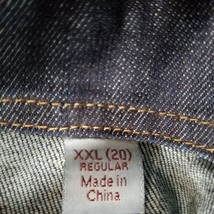 XXL (20)
REGULAR
Made in
China